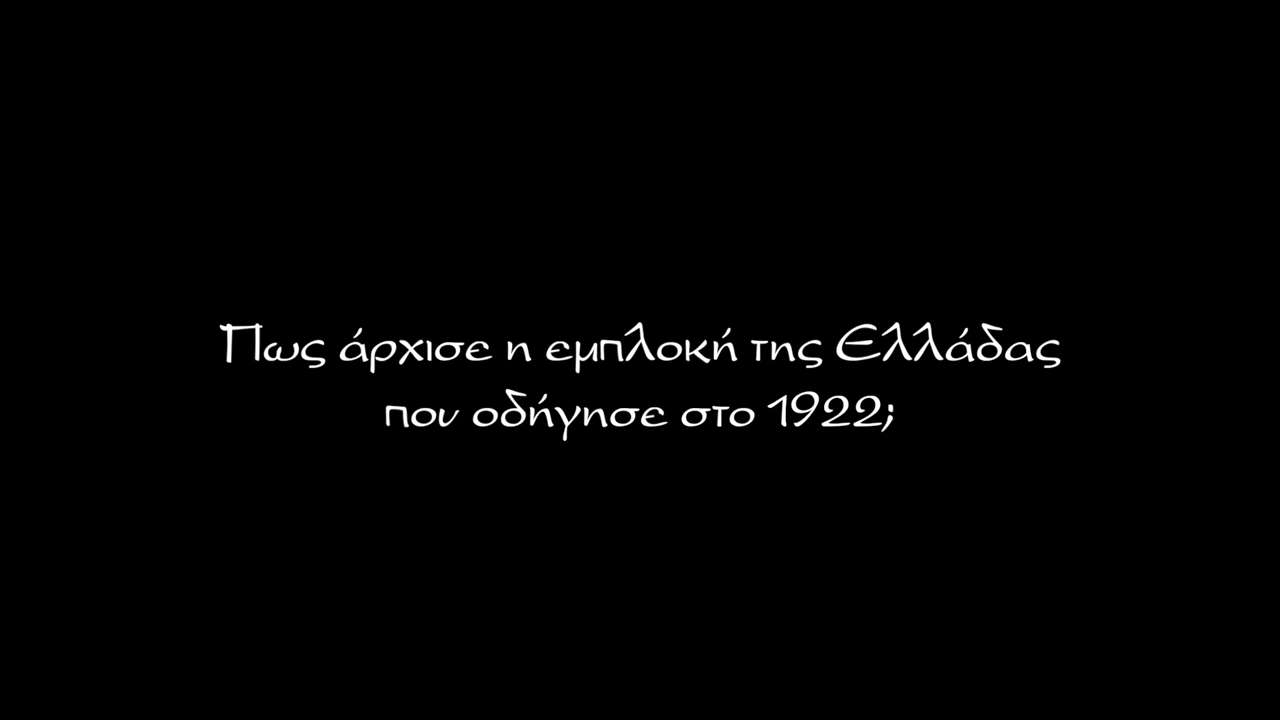 Πως άρχισε η εμπλοκή της Ελλάδας
που οδήγησε στο 1922;